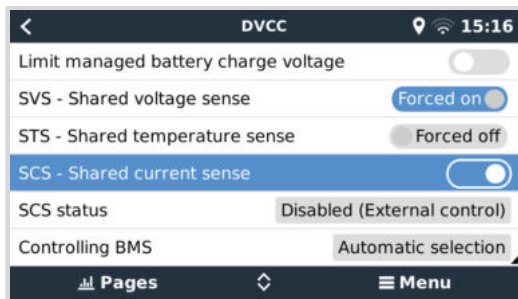 DVCC 15:16
Limit managed battery charge voltage
SVS - Shared voltage sense Forced on
STS - Shared temperature sense Forced off
SCS - Shared current sense
SCS status Disabled (External control)
Controlling BMS Automatic selection
Pages Menu